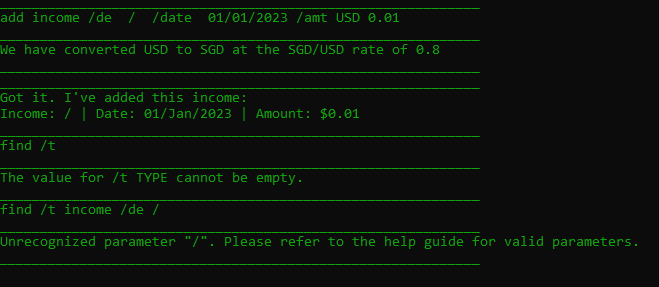 add income /de  /  /date  01/01/2023 /amt USD 0.01
We have converted USD to SGD at the SGD/USD rate of 0.8
Got it. I've added this income:
Income: / | Date: 01/Jan/2023 | Amount: $0.01
find /t
The value for /t TYPE cannot be empty.
find /t income /de /
Unrecognized parameter "/". Please refer to the help guide for valid parameters.